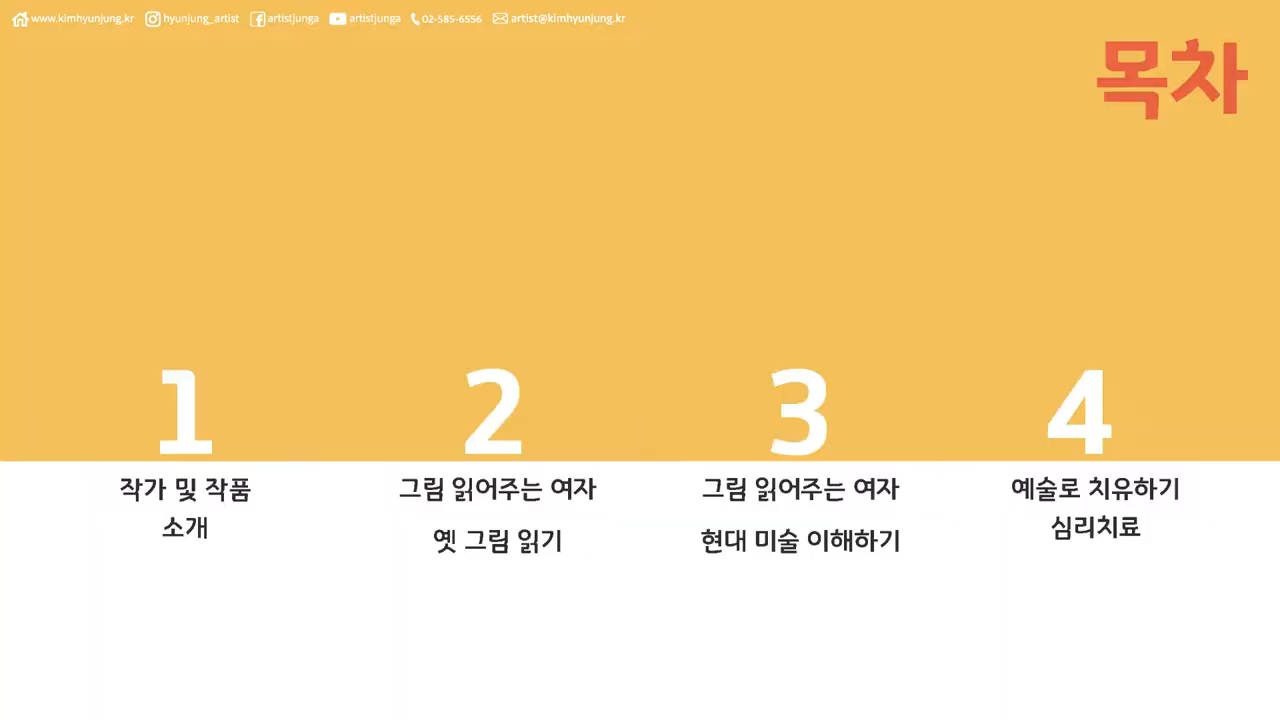 www.kimhyunjung.kr hyunjung_artist artistjunga artistjunga 02-585-6556 artist@kimhyunjung.kr
목차
1
작가 및 작품
소개
2
그림 읽어주는 여자
옛 그림 읽기
3
그림 읽어주는 여자
현대 미술 이해하기
4
예술로 치유하기
심리치료